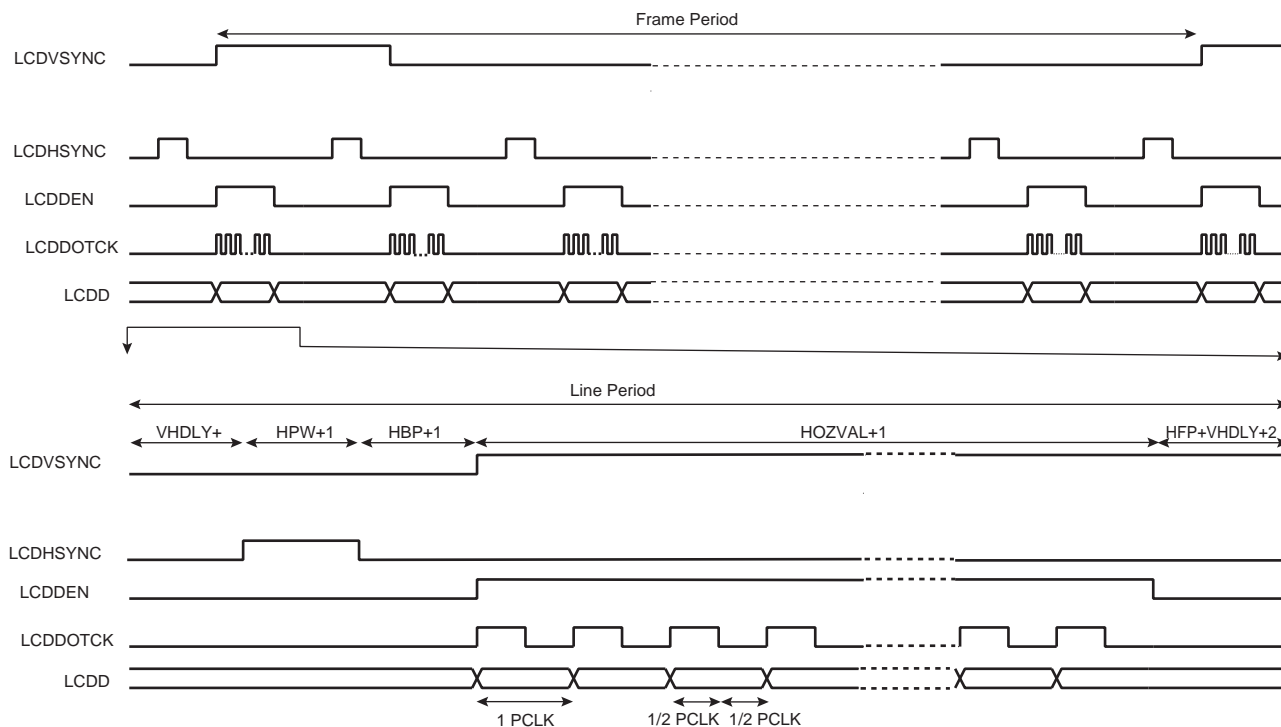 Frame Period
LCDVSYNC
LCDHSYNC
LCDDEN
LCDDOTCK
LCDD
Line Period
VHDLY+ HPW+1 HBP+1 HOZVAL+1 HFP+VHDLY+2
LCDVSYNC
LCDHSYNC
LCDDEN
LCDDOTCK
LCDD
1 PCLK 1/2 PCLK 1/2 PCLK